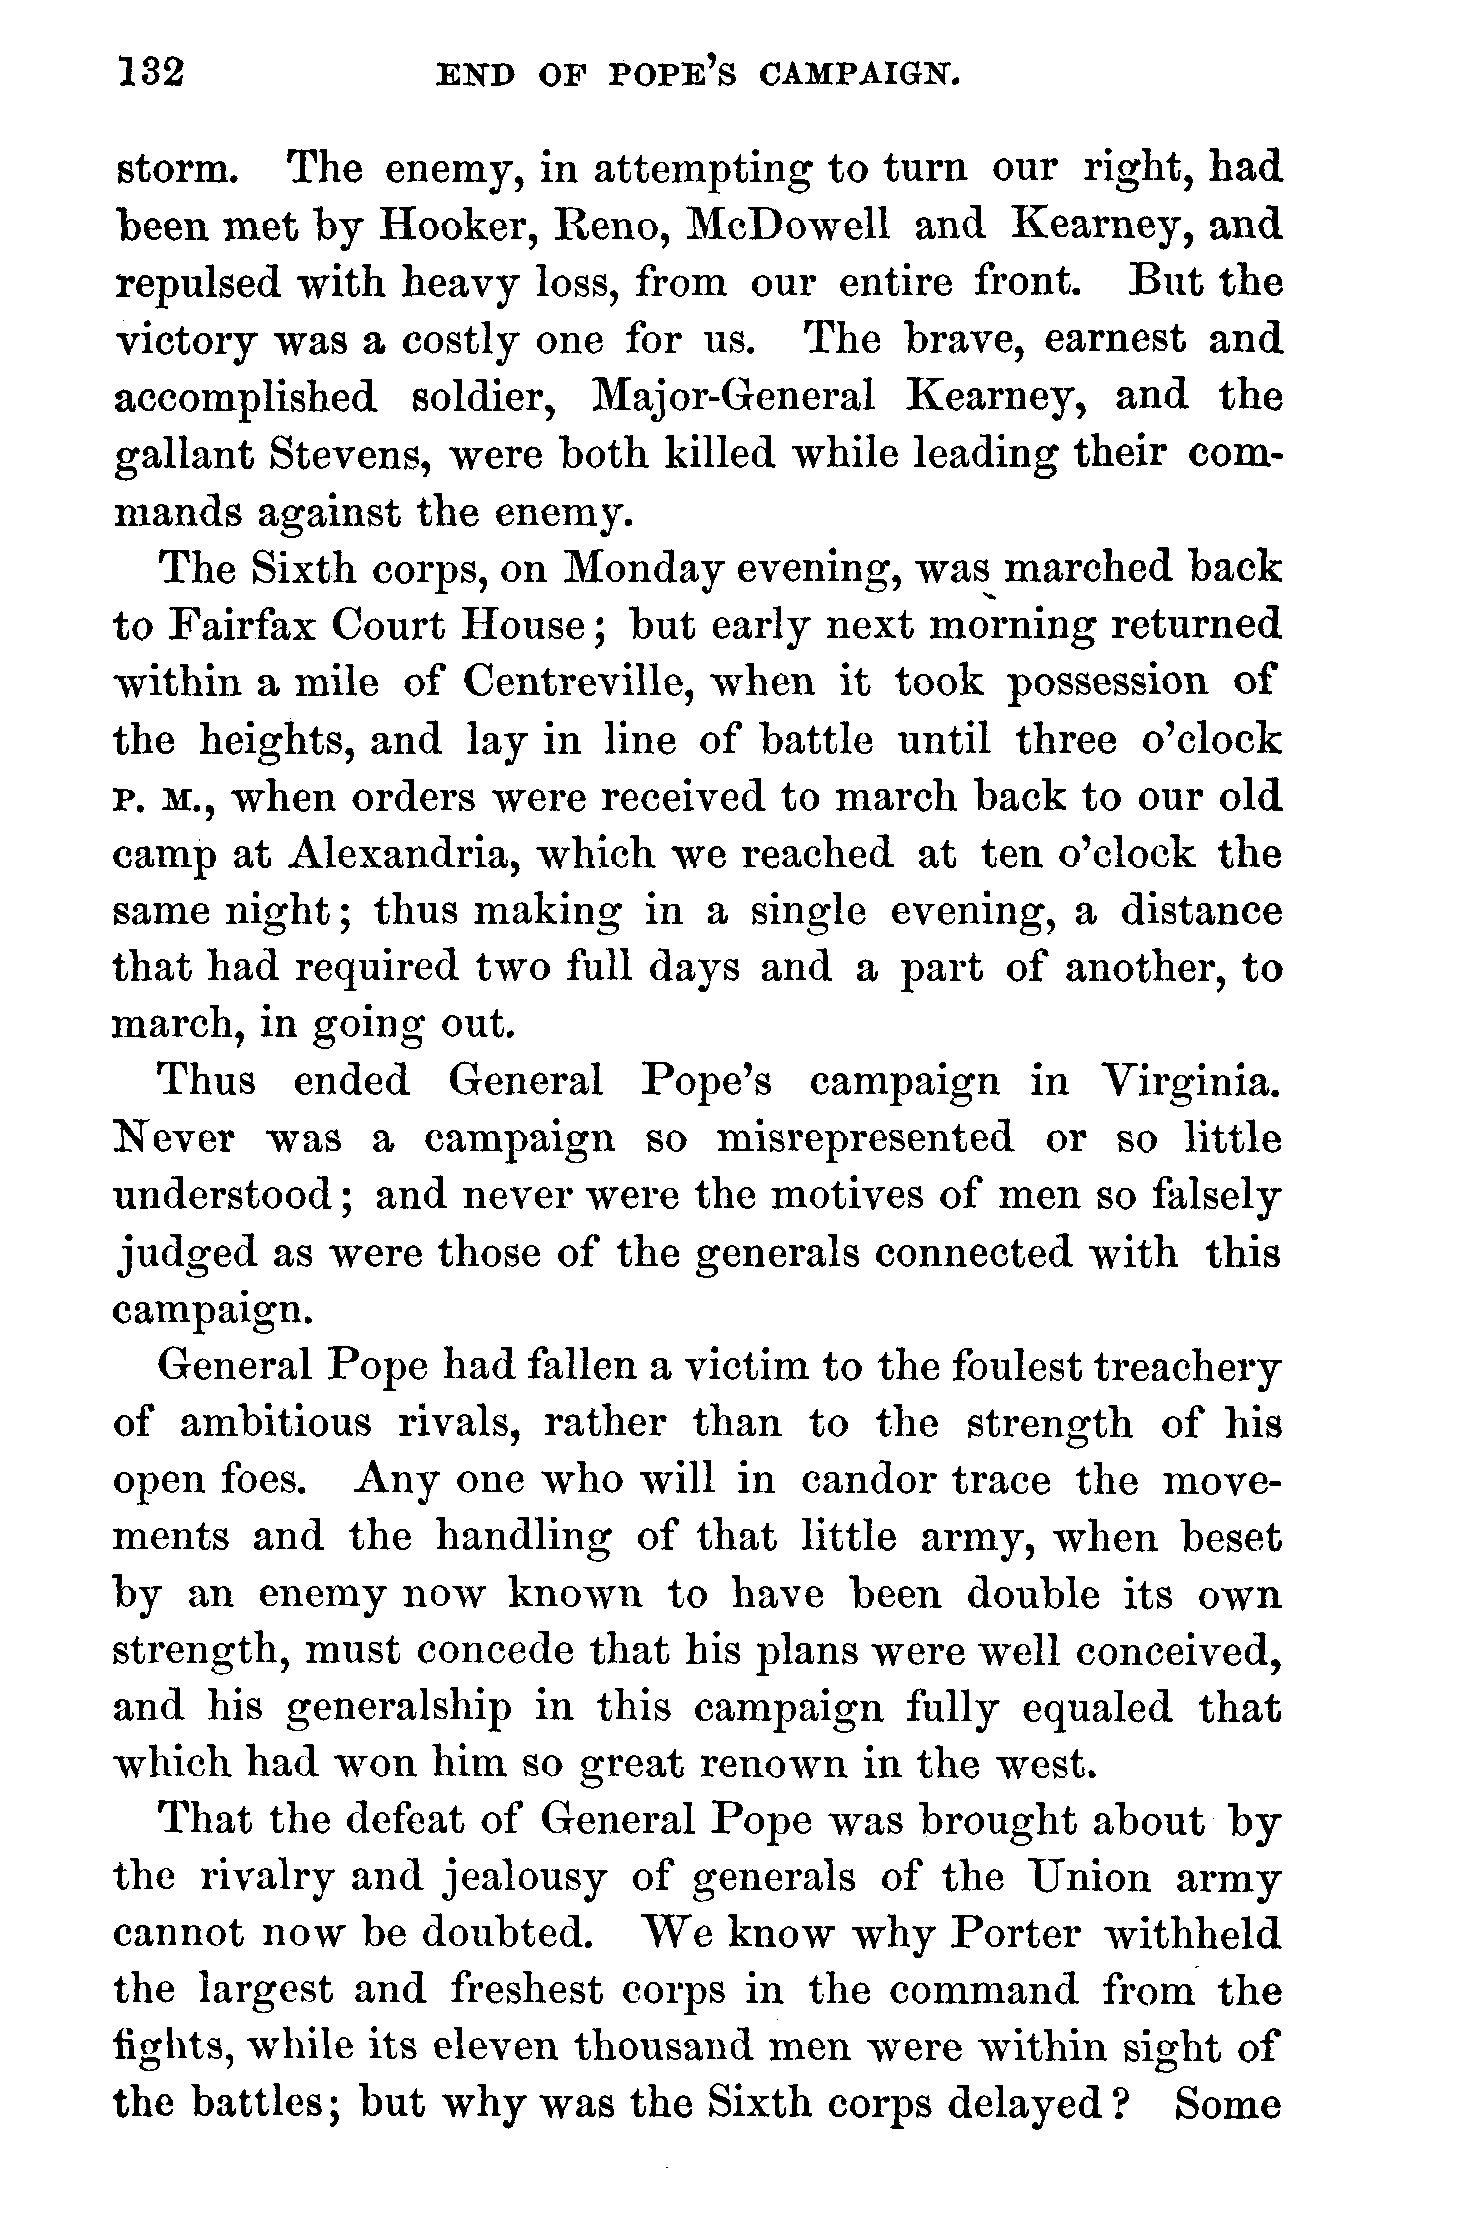 132 END OF POPE'S CAMPAIGN.
storm. The enemy, in attempting to turn our right, had
been met by Hooker, Reno, McDowell and Kearney, and
repulsed with heavy loss, from our entire front. But the
victory was a costly one for us. The brave, earnest and
accomplished soldier, Major-General Kearney, and the
gallant Stevens, were both killed while leading their com-
mands against the enemy.
The Sixth corps, on Monday evening, was marched back
to Fairfax Court House; but early next morning returned
within a mile of Centreville, when it took possession of
the heights, and lay in line of battle until three o'clock
P. M., when orders were received to march back to our old
camp at Alexandria, which we reached at ten o'clock the
same night; thus making in a single evening, a distance
that had required two full days and a part of another, to
march, in going out.
Thus ended General Pope's campaign in Virginia.
Never was a campaign so misrepresented or so little
understood; and never were the motives of men so falsely
judged as were those of the generals connected with this
campaign.
General Pope had fallen a victim to the foulest treachery
of ambitious rivals, rather than to the strength of his
open foes. Any one who will in candor trace the move-
ments and the handling of that little army, when beset
by an enemy now known to have been double its own
strength, must concede that his plans were well conceived,
and his generalship in this campaign fully equaled that
which had won him so great renown in the west.
That the defeat of General Pope was brought about by
the rivalry and jealousy of generals of the Union army
cannot now be doubted. We know why Porter withheld
the largest and freshest corps in the command from the
fights, while its eleven thousand men were within sight of
the battles; but why was the Sixth corps delayed? Some